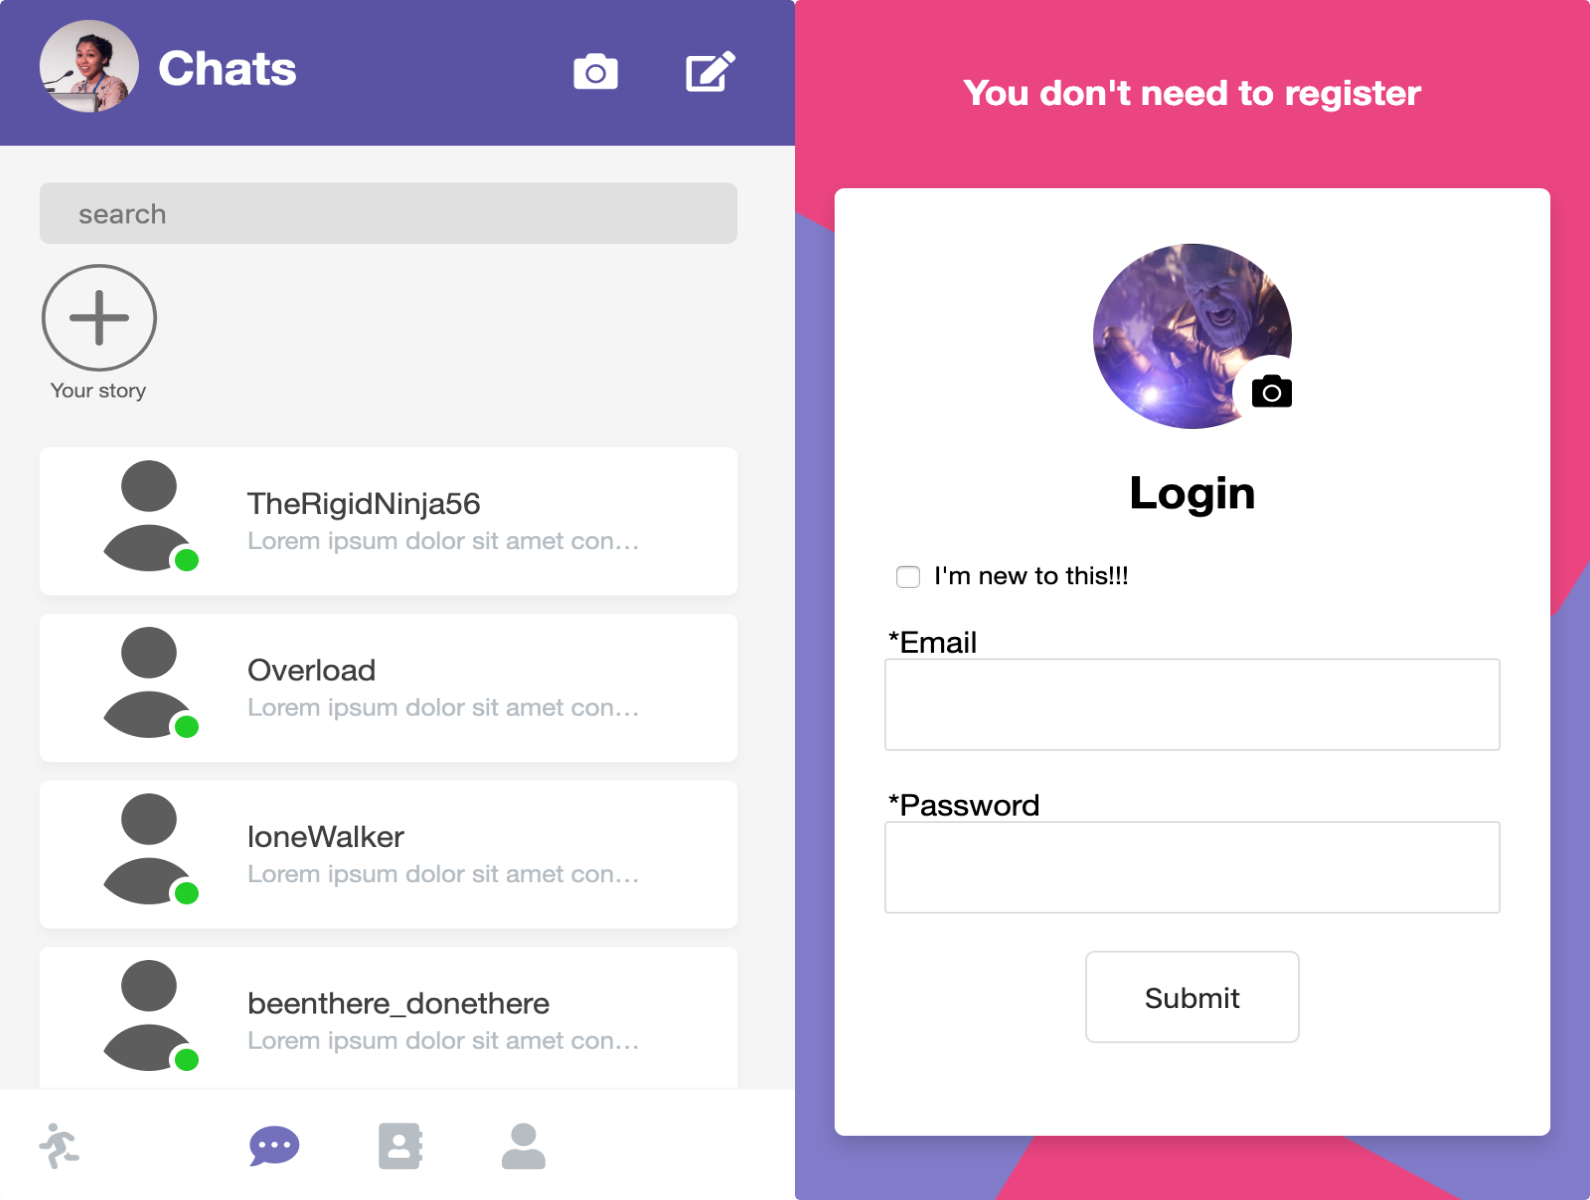 Chats
search
Your story
TheRigidNinja56
Lorem ipsum dolor sit amet con…
Overload
Lorem ipsum dolor sit amet con…
loneWalker
Lorem ipsum dolor sit amet con…
beenthere_donethere
Lorem ipsum dolor sit amet con…
You don't need to register
Login
I'm new to this!!!
*Email
*Password
Submit